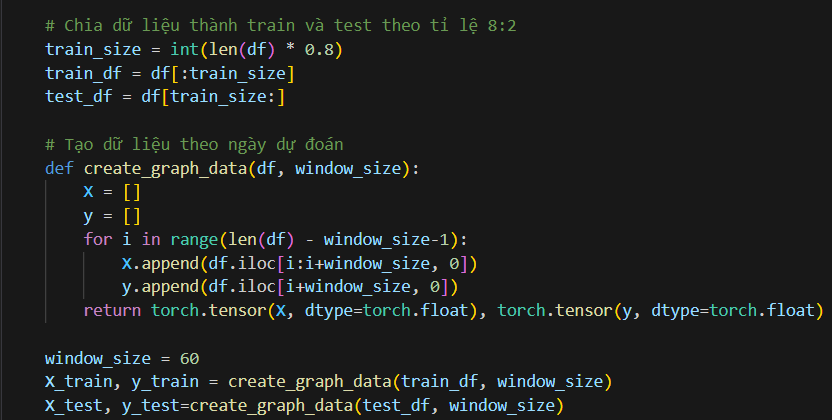 # Chia dữ liệu thành train và test theo tỉ lệ 8:2
train_size = int(len(df) * 0.8)
train_df = df[:train_size]
test_df = df[train_size:]

# Tạo dữ liệu theo ngày dự đoán
def create_graph_data(df, window_size):
    X = []
    y = []
    for i in range(len(df) - window_size-1):
        X.append(df.iloc[i:i+window_size, 0])
        y.append(df.iloc[i+window_size, 0])
    return torch.tensor(X, dtype=torch.float), torch.tensor(y, dtype=torch.float)

window_size = 60
X_train, y_train = create_graph_data(train_df, window_size)
X_test, y_test=create_graph_data(test_df, window_size)